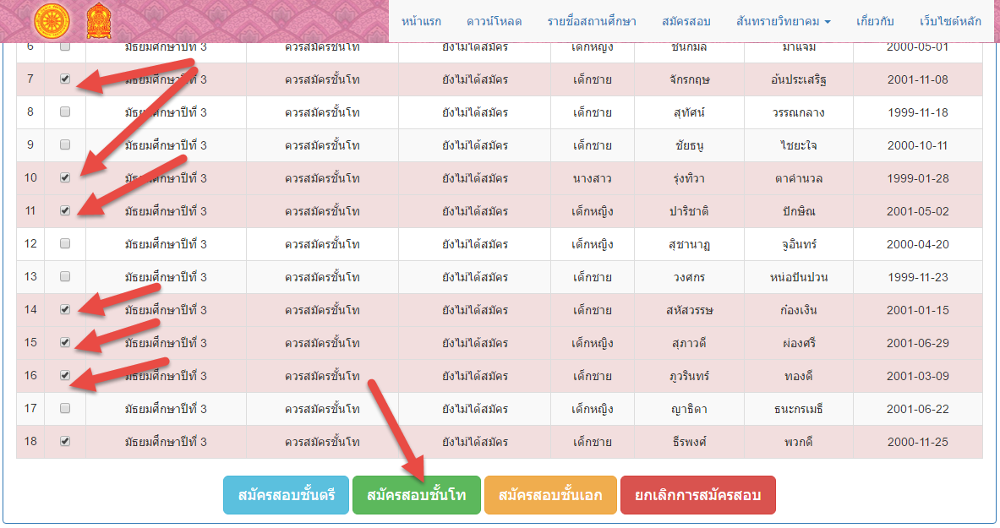 หน้าแรก ดาวน์โหลด รายชื่อสถานศึกษา สมัครสอบ สันทรายวิทยาคม เกี่ยวกับ เว็บไซต์หลัก
6 มัธยมศึกษาปีที่ 3 ควรสมัครชั้นโท ยังไม่ได้สมัคร เด็กหญิง ชนกมล มาแจ่ม 2000-05-01
7 มัธยมศึกษาปีที่ 3 ควรสมัครชั้นโท ยังไม่ได้สมัคร เด็กชาย จักรกฤษ อ้นประเสริฐ 2001-11-08
8 มัธยมศึกษาปีที่ 3 ควรสมัครชั้นโท ยังไม่ได้สมัคร เด็กชาย สุทัศน์ วรรณกลาง 1999-11-18
9 มัธยมศึกษาปีที่ 3 ควรสมัครชั้นโท ยังไม่ได้สมัคร เด็กชาย ชัยธนู ไชยะใจ 2000-10-11
10 มัธยมศึกษาปีที่ 3 ควรสมัครชั้นโท ยังไม่ได้สมัคร นางสาว รุ่งทิวา ตาคำนวล 1999-01-28
11 มัธยมศึกษาปีที่ 3 ควรสมัครชั้นโท ยังไม่ได้สมัคร เด็กหญิง ปาริชาติ ปักษิณ 2001-05-02
12 มัธยมศึกษาปีที่ 3 ควรสมัครชั้นโท ยังไม่ได้สมัคร เด็กหญิง สุชานาฏ จูอินทร์ 2000-04-20
13 มัธยมศึกษาปีที่ 3 ควรสมัครชั้นโท ยังไม่ได้สมัคร เด็กชาย วงศกร หน่อปันปวน 1999-11-23
14 มัธยมศึกษาปีที่ 3 ควรสมัครชั้นโท ยังไม่ได้สมัคร เด็กชาย สหัสวรรษ ก๋องเงิน 2001-01-15
15 มัธยมศึกษาปีที่ 3 ควรสมัครชั้นโท ยังไม่ได้สมัคร เด็กหญิง สุภาวดี ผ่องศรี 2001-06-29
16 มัธยมศึกษาปีที่ 3 ควรสมัครชั้นโท ยังไม่ได้สมัคร เด็กชาย ภูวรินทร์ ทองดี 2001-03-09
17 มัธยมศึกษาปีที่ 3 ควรสมัครชั้นโท ยังไม่ได้สมัคร เด็กหญิง ญาธิดา ธนะกรเมธี 2001-06-22
18 มัธยมศึกษาปีที่ 3 ควรสมัครชั้นโท ยังไม่ได้สมัคร เด็กชาย ธีรพงศ์ พวกดี 2000-11-25
สมัครสอบชั้นตรี สมัครสอบชั้นโท สมัครสอบชั้นเอก ยกเลิกการสมัครสอบ